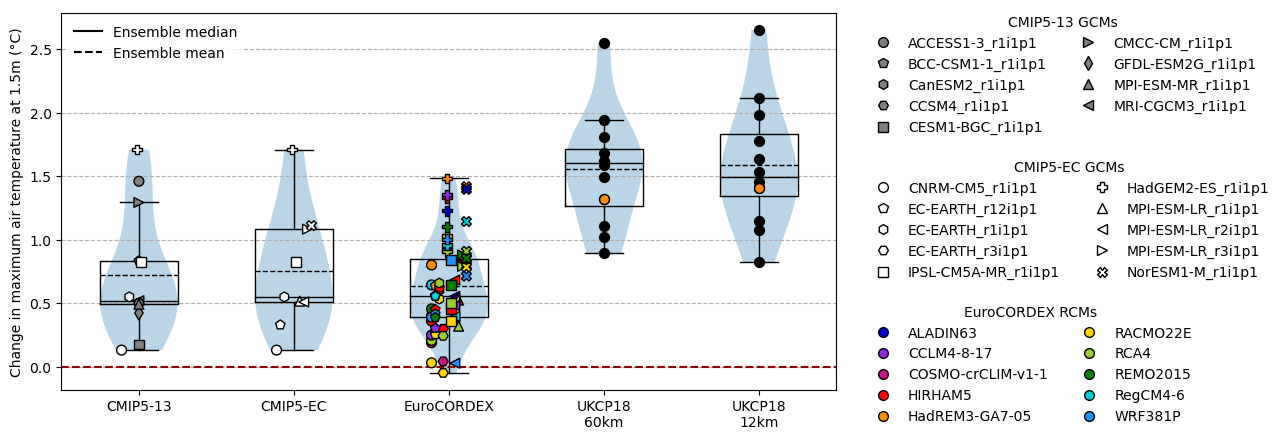 Change in maximum air temperature at 1.5m (°C)
2.5
2.0
1.5
1.0
0.5
0.0
Ensemble median
Ensemble mean
CMIP5-13
CMIP5-EC
EuroCORDEX
UKCP18
60km
UKCP18
12km
CMIP5-13 GCMs
ACCESS1-3_r1i1p1
BCC-CSM1-1_r1i1p1
CanESM2_r1i1p1
CCSM4_r1i1p1
CESM1-BGC_r1i1p1
CMCC-CM_r1i1p1
GFDL-ESM2G_r1i1p1
MPI-ESM-MR_r1i1p1
MRI-CGCM3_r1i1p1
CMIP5-EC GCMs
CNRM-CM5_r1i1p1
EC-EARTH_r12i1p1
EC-EARTH_r1i1p1
EC-EARTH_r3i1p1
IPSL-CM5A-MR_r1i1p1
HadGEM2-ES_r1i1p1
MPI-ESM-LR_r1i1p1
MPI-ESM-LR_r2i1p1
MPI-ESM-LR_r3i1p1
NorESM1-M_r1i1p1
EuroCORDEX RCMs
ALADIN63
CCLM4-8-17
COSMO-crCLIM-v1-1
HIRHAM5
HadREM3-GA7-05
RACMO22E
RCA4
REMO2015
RegCM4-6
WRF381P